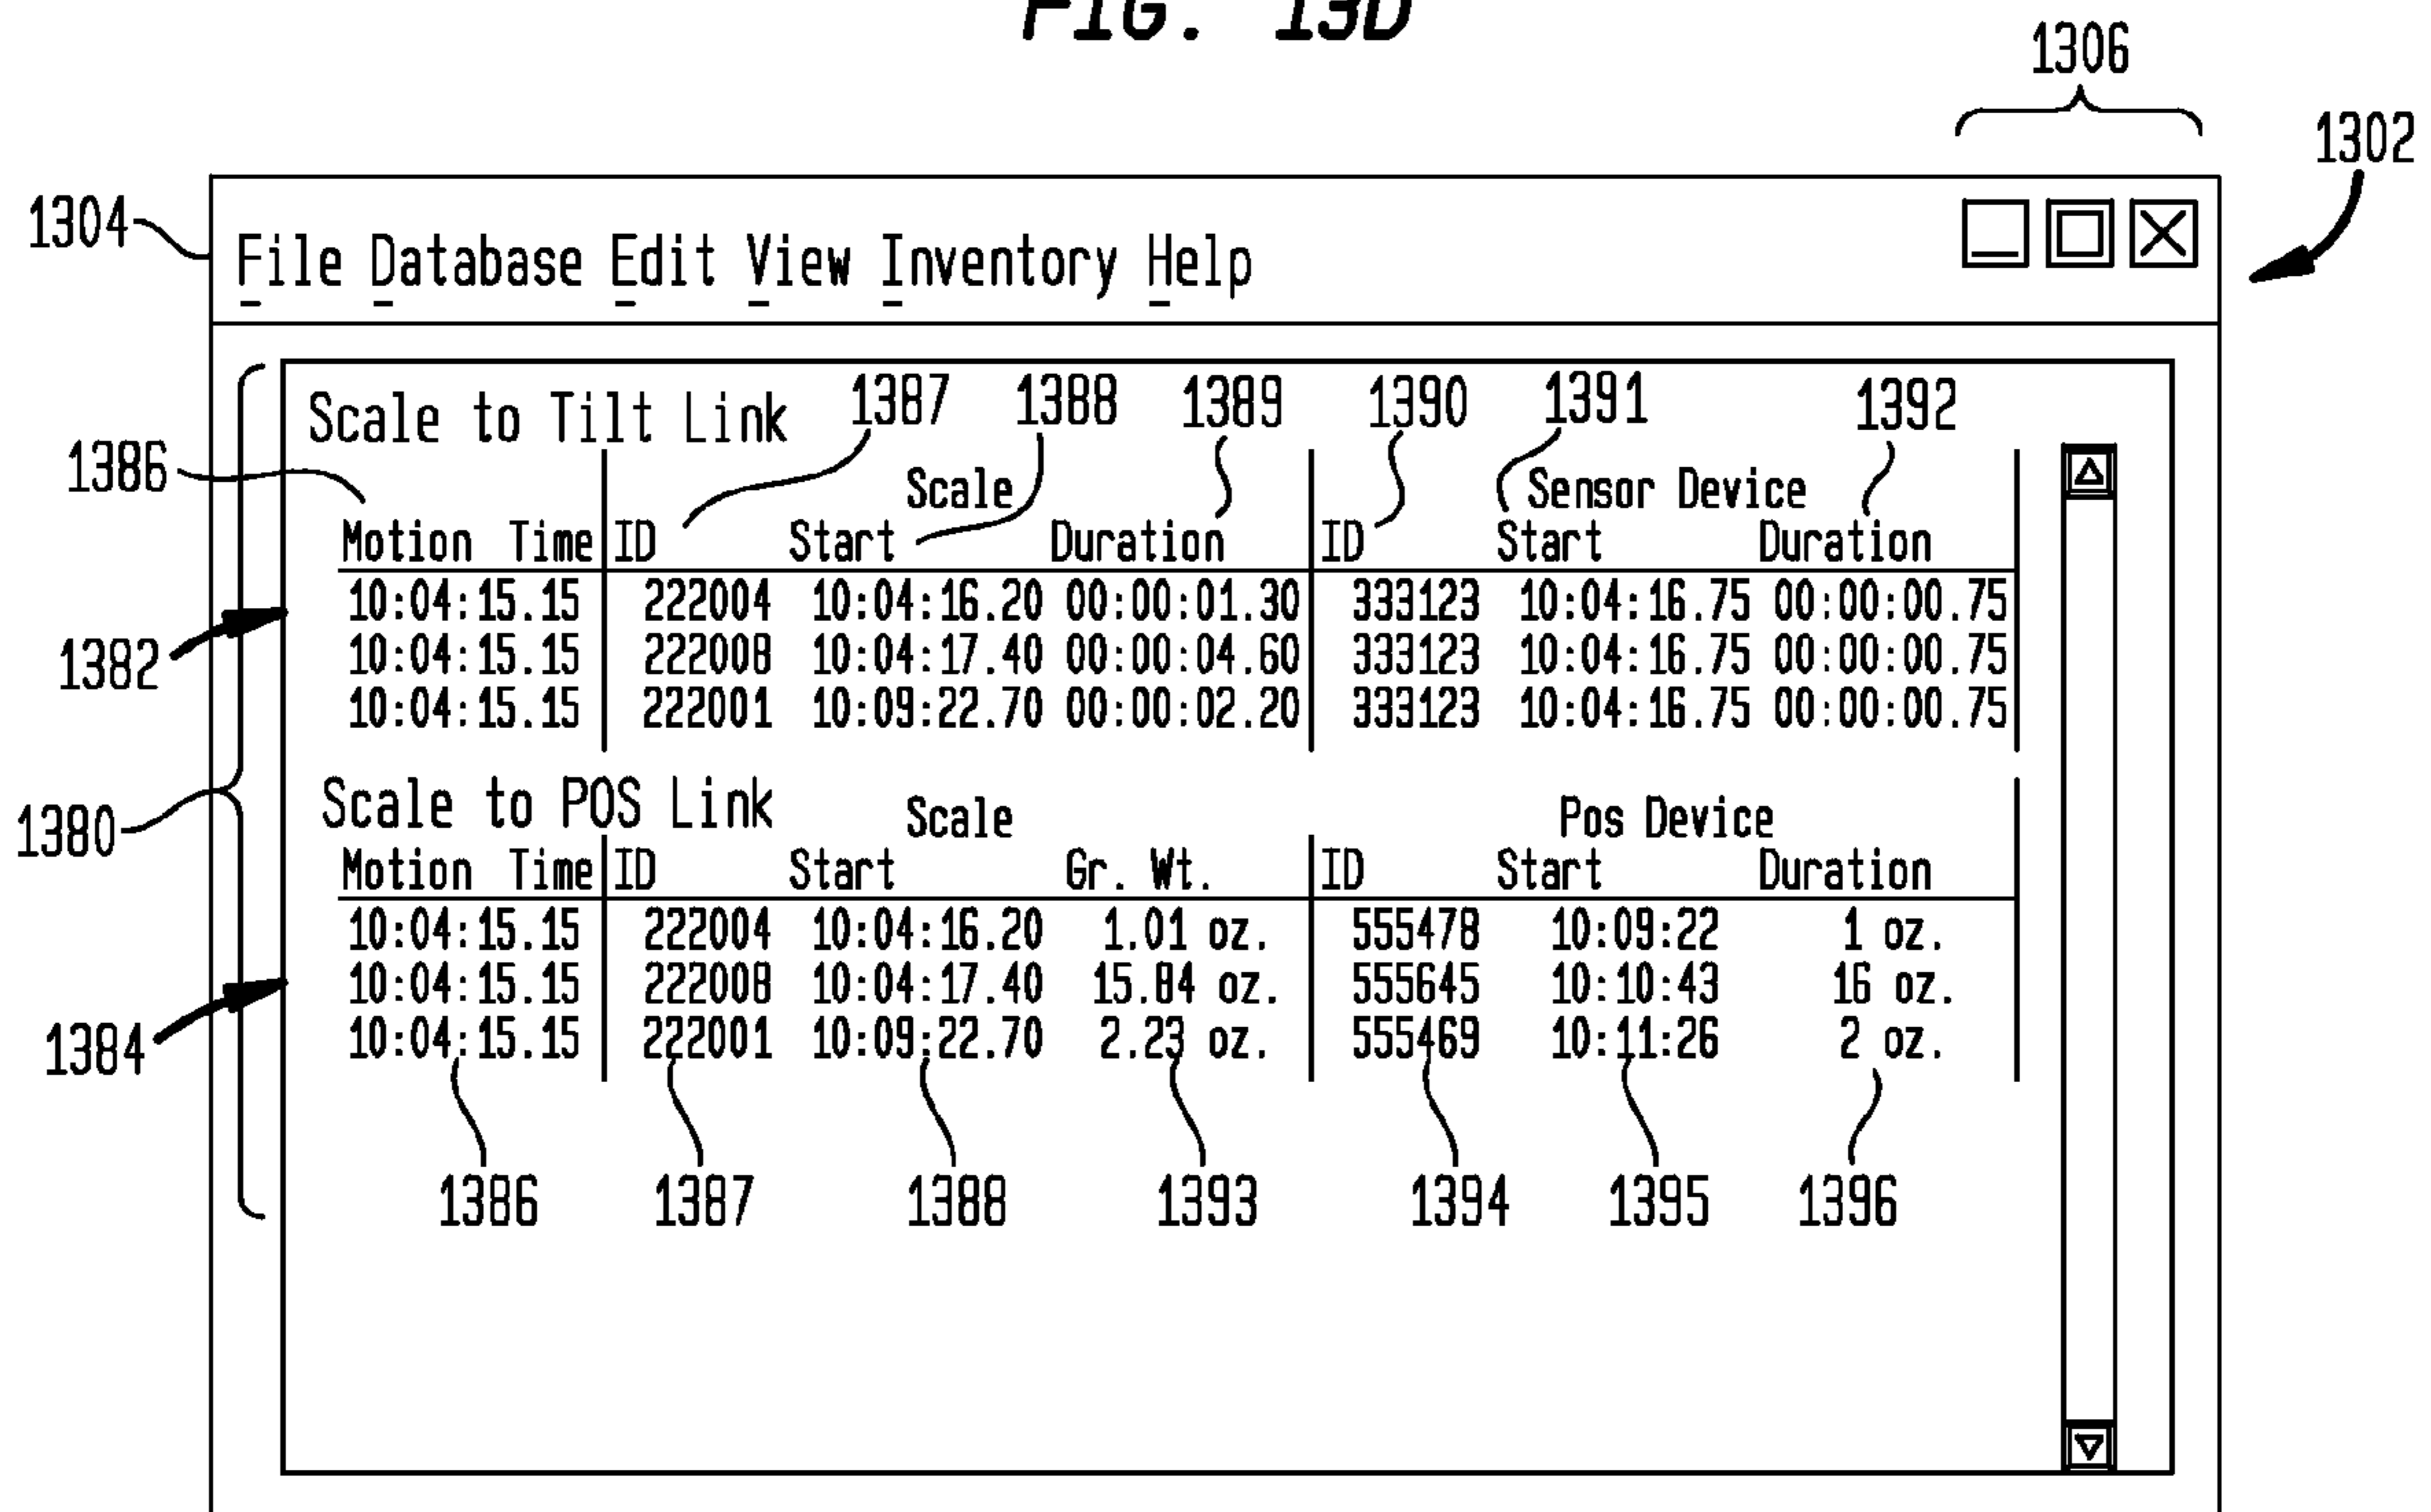 FIG. 13D
1306
1302
1304
File Database Edit View Inventory Help
Scale to Tilt Link 1387 1388 1389 1390 1391 1392
1386
Scale Sensor Device
Motion Time ID Start Duration ID Start Duration
10:04:15.15 222004 10:04:16.20 00:00:01.30 333123 10:04:16.75 00:00:00.75
10:04:15.15 222008 10:04:17.40 00:00:04.60 333123 10:04:16.75 00:00:00.75
1382
10:04:15.15 222001 10:09:22.70 00:00:02.20 333123 10:04:16.75 00:00:00.75
Scale to POS Link Scale Pos Device
1380
Motion Time ID Start Gr. Wt. ID Start Duration
10:04:15.15 222004 10:04:16.20 1.01 oz. 555478 10:09:22 1 oz.
10:04:15.15 222008 10:04:17.40 15.84 oz. 555645 10:10:43 16 oz.
10:04:15.15 222001 10:09:22.70 2.23 oz. 555469 10:11:26 2 oz.
1384
1386 1387 1388 1393 1394 1395 1396